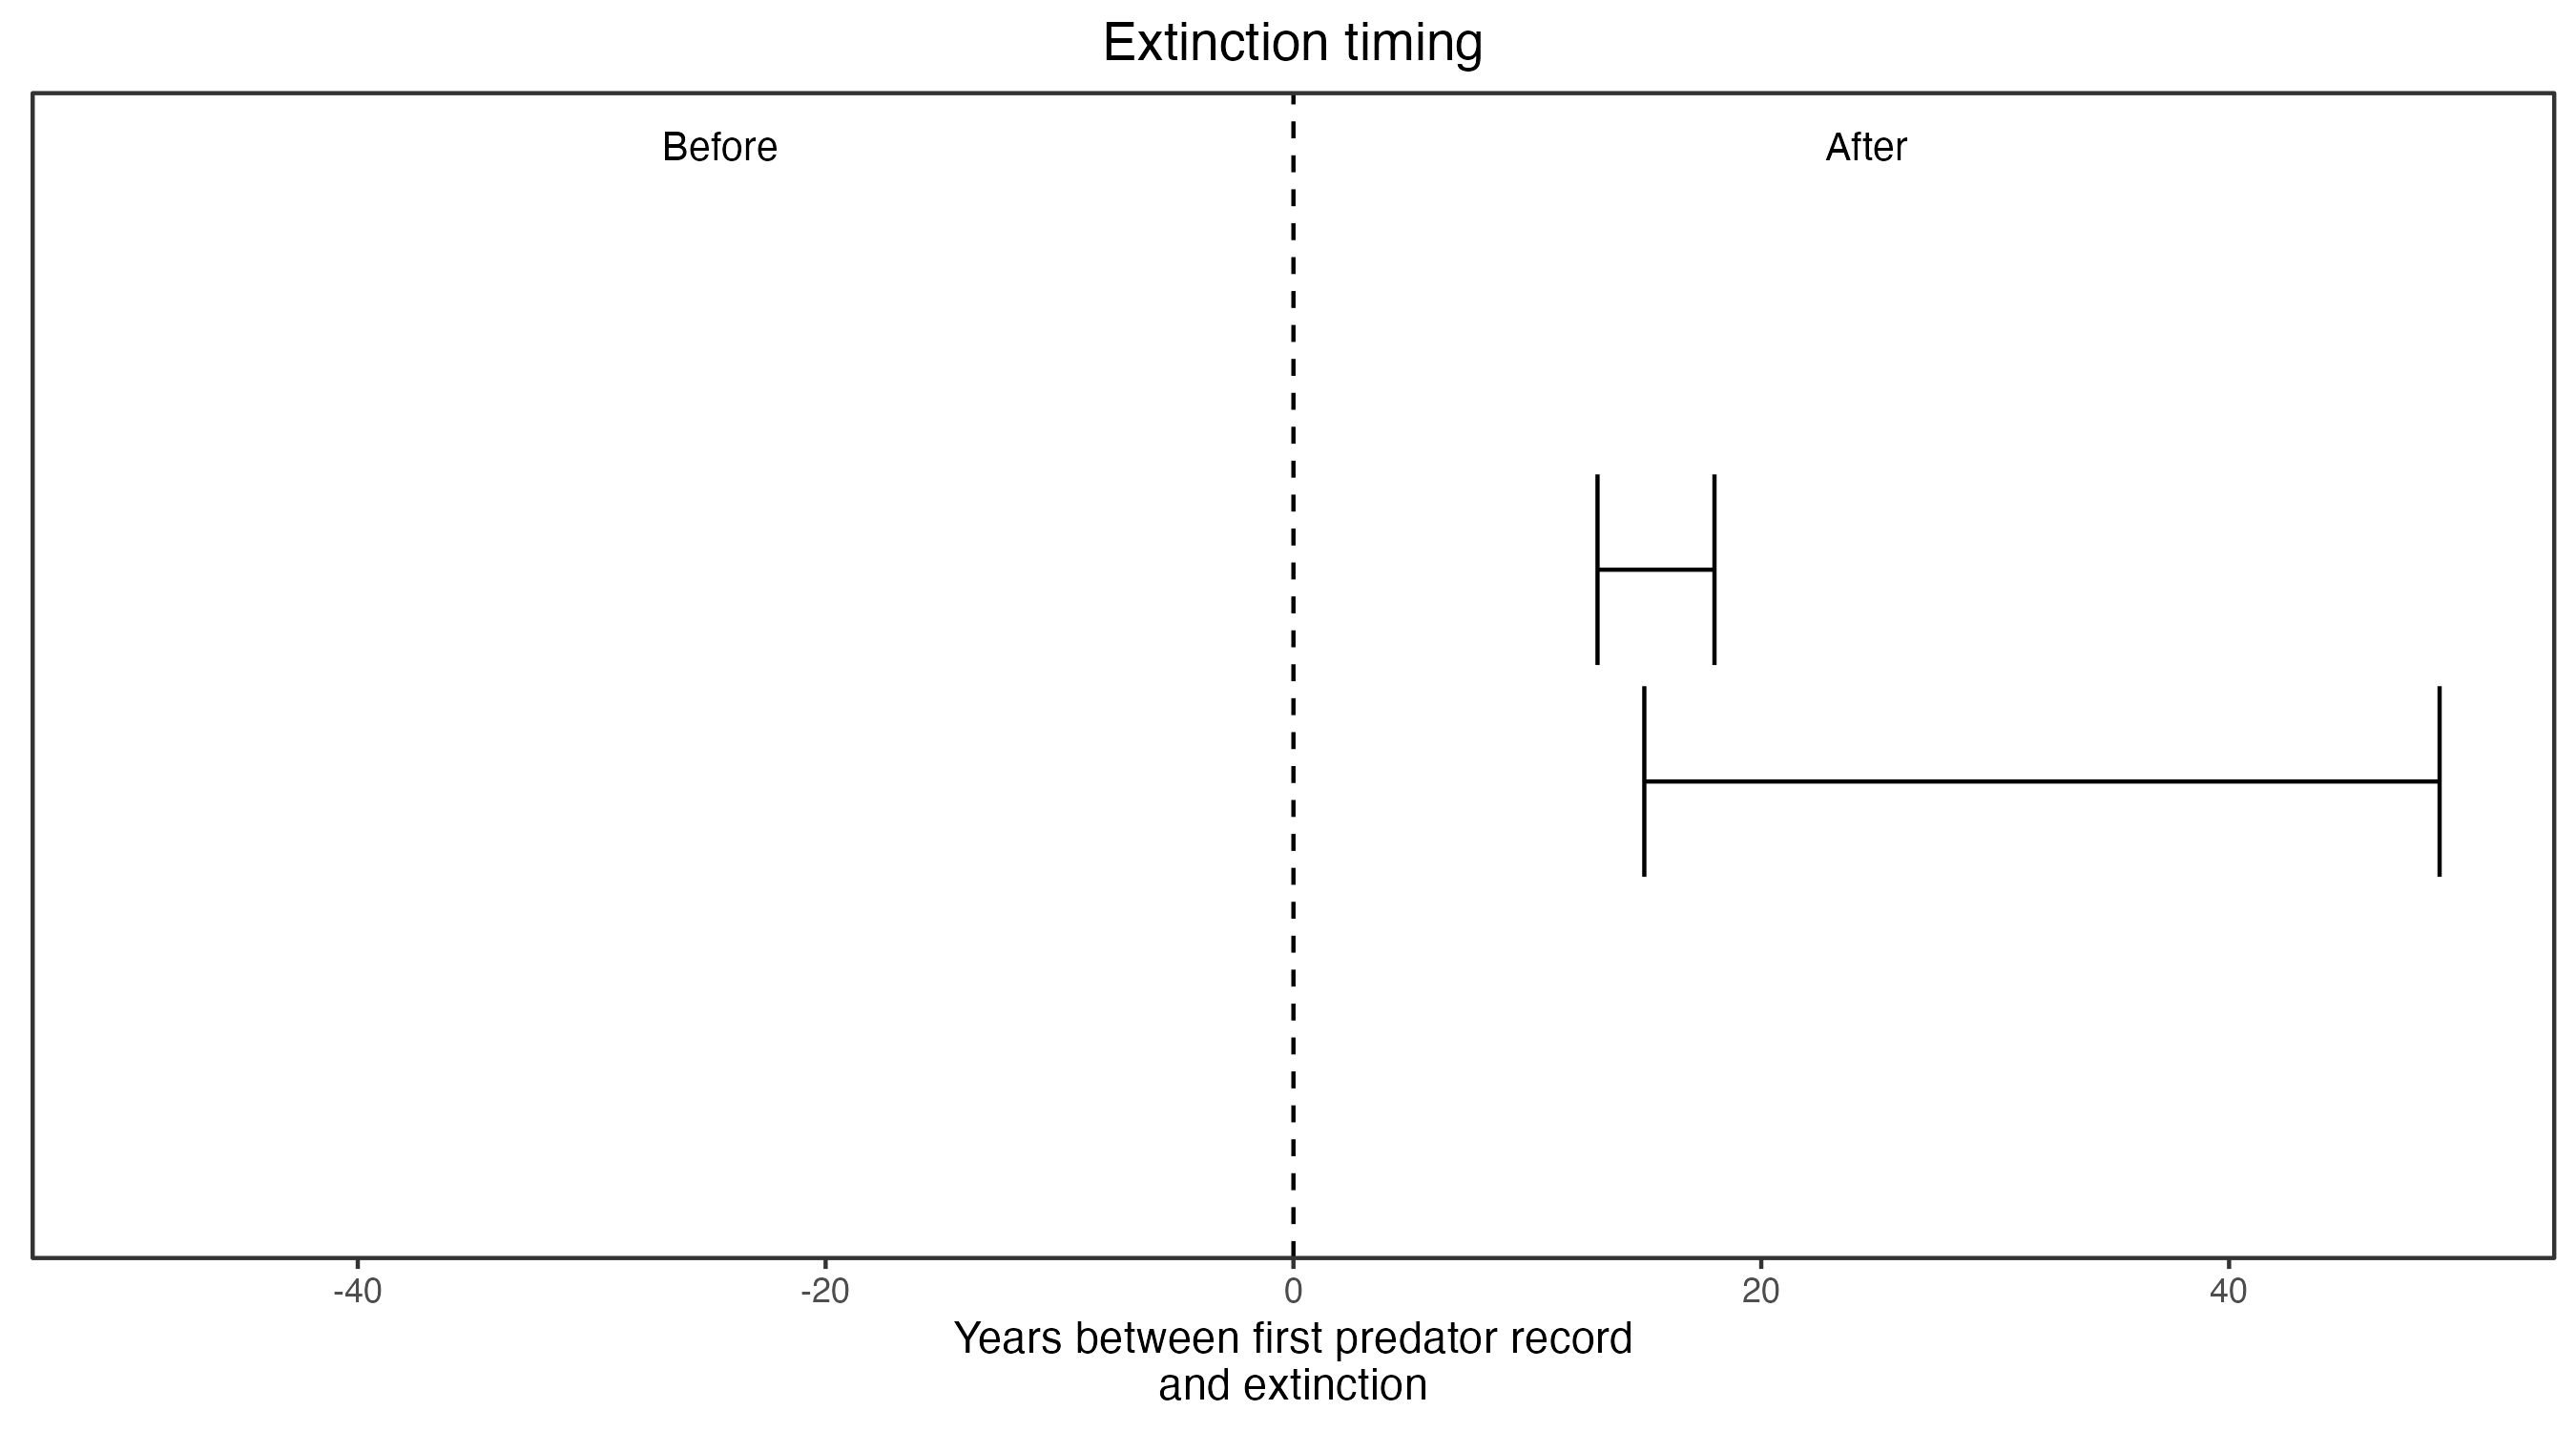 Extinction timing
Before
After
-40
-20
0
20
40
Years between first predator record
and extinction